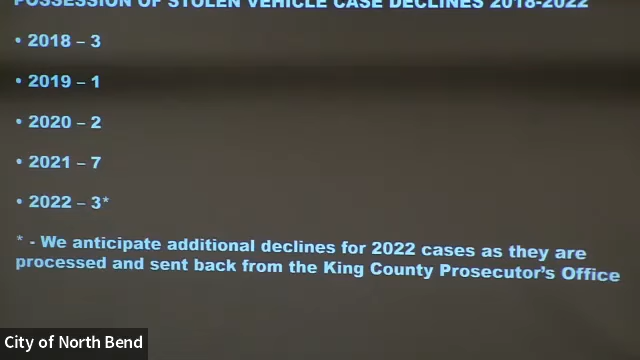 POSSESSION OF STOLEN VEHICLE CASE DECLINES 2018-2022
• 2018 – 3
• 2019 – 1
• 2020 – 2
• 2021 – 7
• 2022 – 3*
* - We anticipate additional declines for 2022 cases as they are
processed and sent back from the King County Prosecutor's Office
City of North Bend